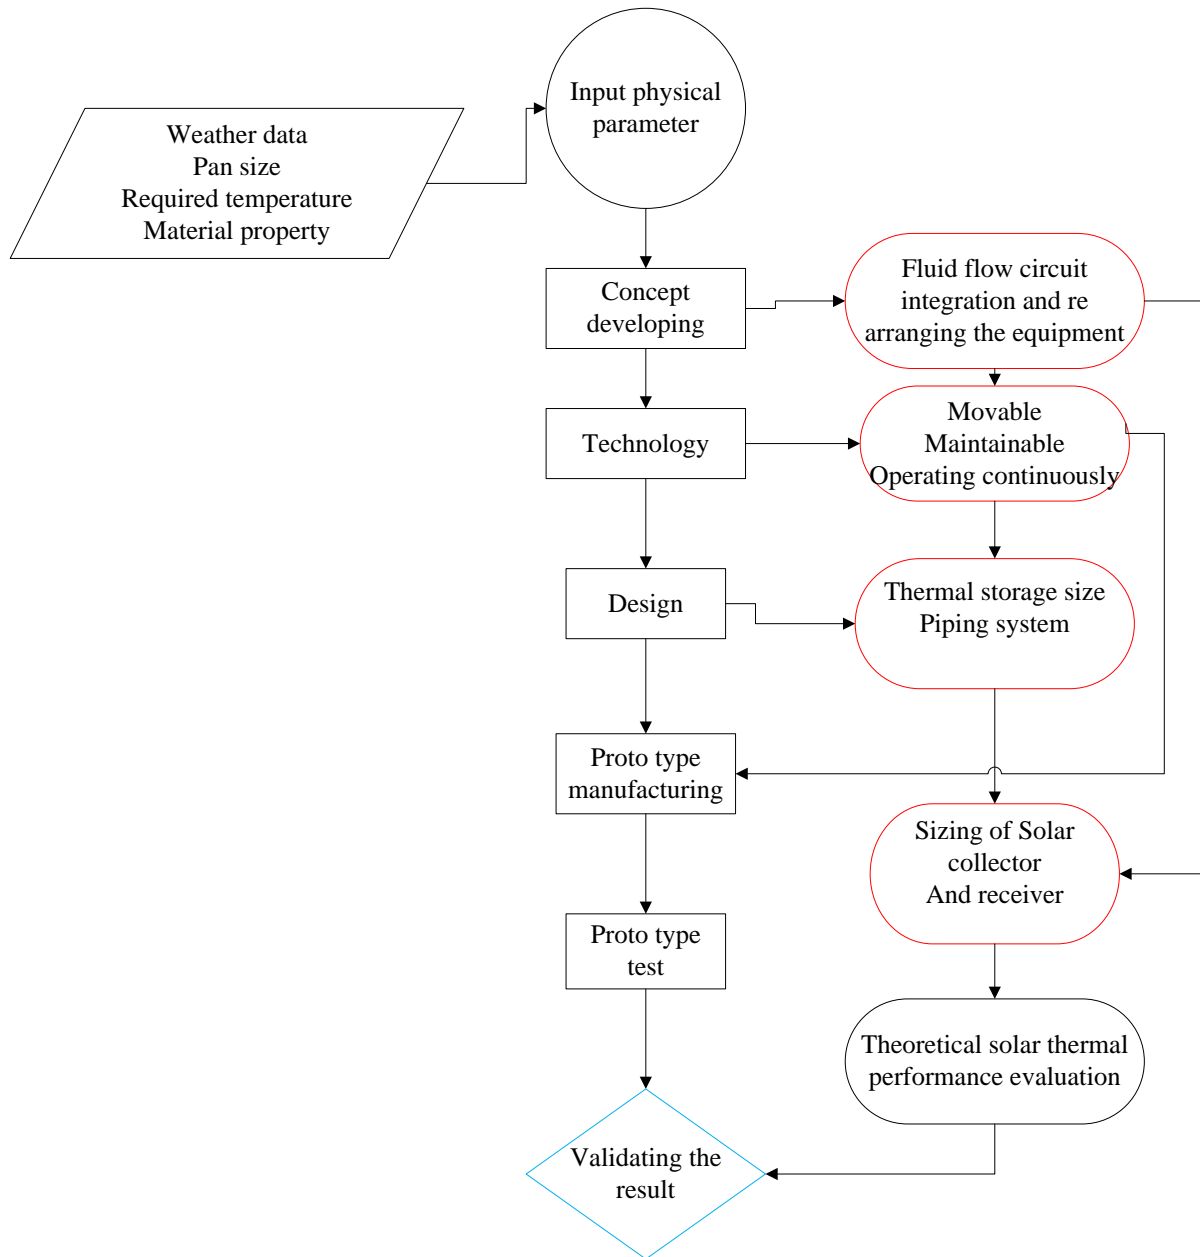 Input physical
parameter
Weather data
Pan size
Required temperature
Material property
Concept
developing
Fluid flow circuit
integration and re
arranging the equipment
Technology
Movable
Maintainable
Operating continuously
Design
Thermal storage size
Piping system
Proto type
manufacturing
Sizing of Solar
collector
And receiver
Proto type
test
Theoretical solar thermal
performance evaluation
Validating the
result